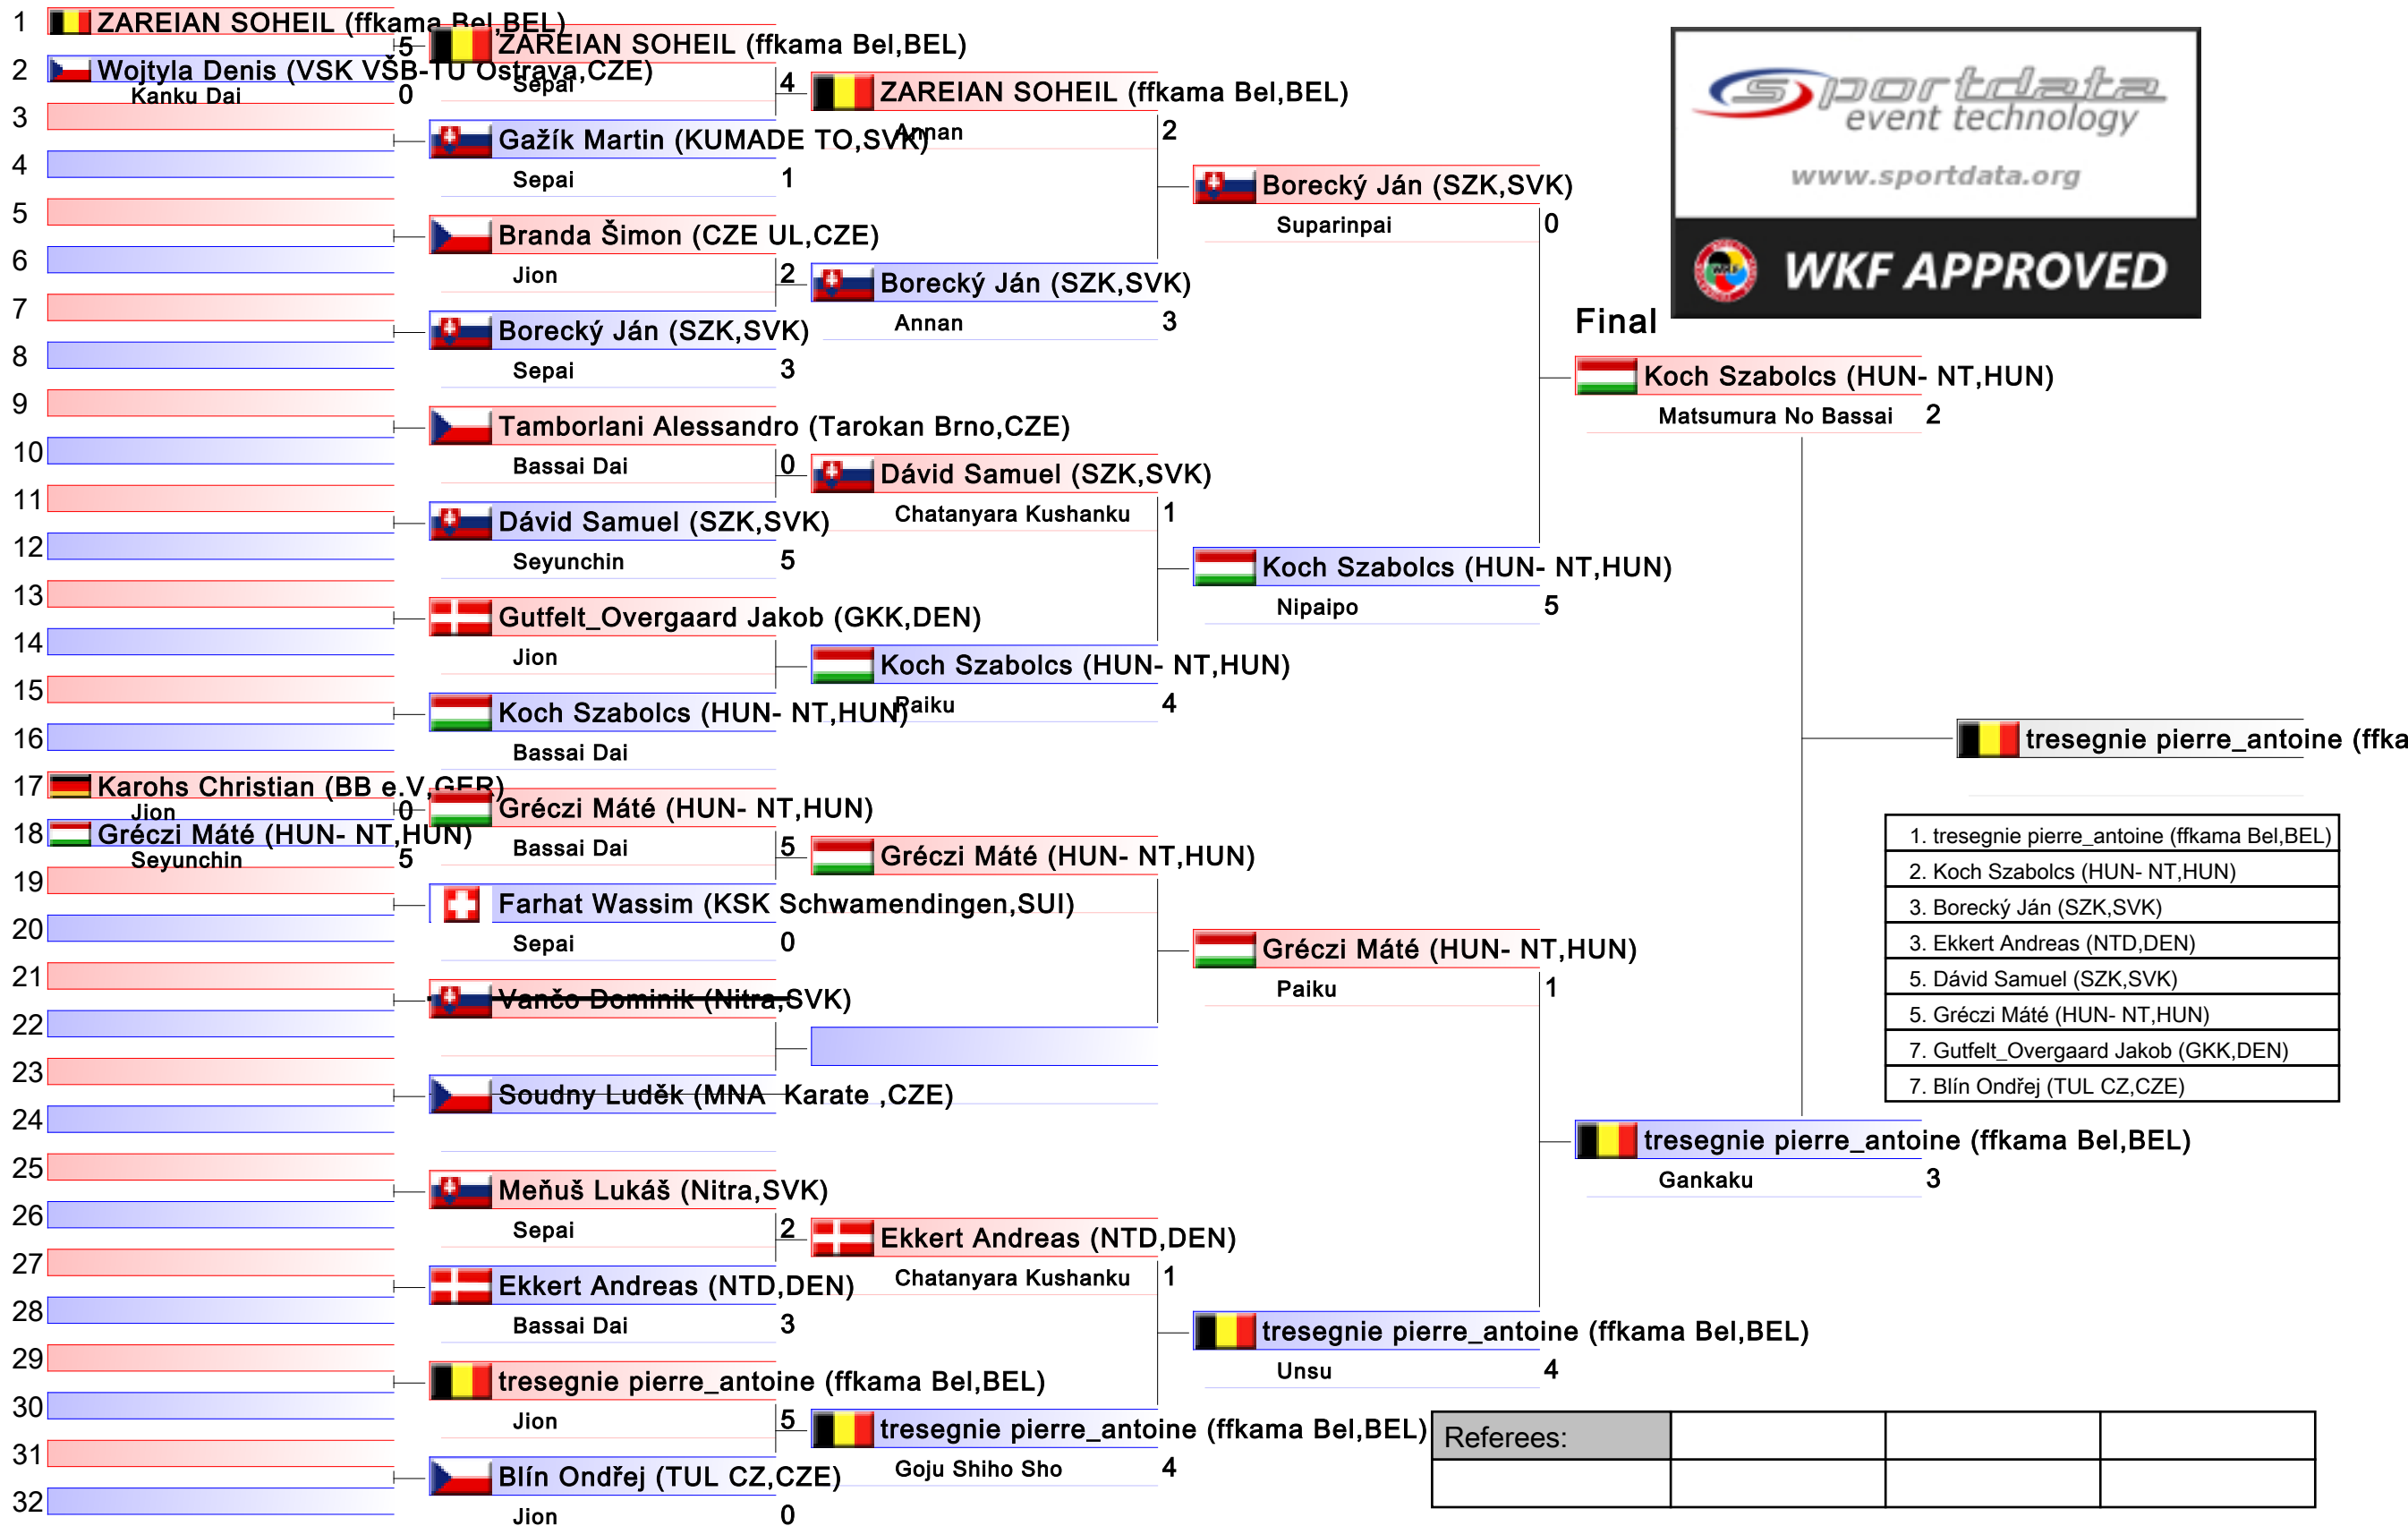 1 ZAREIAN SOHEIL (ffkama Bel,BEL)
5
2 Wojtyla Denis (VSK VŠB-TU Ostrava,CZE)
Kanku Dai 0
3
4
5
6
7
8
9
10
11
12
13
14
15
16
17 Karohs Christian (BB e.V,GER)
Jion 0
18 Gréczi Máté (HUN- NT,HUN)
Seyunchin 5
19
20
21
22
23
24
25
26
27
28
29
30
31
32
ZAREIAN SOHEIL (ffkama Bel,BEL)
Sepai 4
Gažík Martin (KUMADE TO,SVK)
Sepai 1
Branda Šimon (CZE UL,CZE)
Jion 2
Borecký Ján (SZK,SVK)
Sepai 3
Tamborlani Alessandro (Tarokan Brno,CZE)
Bassai Dai 0
Dávid Samuel (SZK,SVK)
Seyunchin 5
Gutfelt_Overgaard Jakob (GKK,DEN)
Jion
Koch Szabolcs (HUN- NT,HUN)
Bassai Dai
Gréczi Máté (HUN- NT,HUN)
Bassai Dai 5
Farhat Wassim (KSK Schwamendingen,SUI)
Sepai 0
Vančo Dominik (Nitra,SVK)
Soudny Luděk (MNA Karate ,CZE)
Meňuš Lukáš (Nitra,SVK)
Sepai 2
Ekkert Andreas (NTD,DEN)
Bassai Dai 3
tresegnie pierre_antoine (ffkama Bel,BEL)
Jion 5
Blín Ondřej (TUL CZ,CZE)
Jion 0
ZAREIAN SOHEIL (ffkama Bel,BEL)
Annan 2
Borecký Ján (SZK,SVK)
Annan 3
Dávid Samuel (SZK,SVK)
Chatanyara Kushanku 1
Koch Szabolcs (HUN- NT,HUN)
Paiku 4
Gréczi Máté (HUN- NT,HUN)
Ekkert Andreas (NTD,DEN)
Chatanyara Kushanku 1
tresegnie pierre_antoine (ffkama Bel,BEL)
Goju Shiho Sho 4
Borecký Ján (SZK,SVK)
Suparinpai 0
Koch Szabolcs (HUN- NT,HUN)
Nipaipo 5
Gréczi Máté (HUN- NT,HUN)
Paiku 1
tresegnie pierre_antoine (ffkama Bel,BEL)
Unsu 4
sportdata
event technology
www.sportdata.org
WKF
WKF APPROVED
Final
Koch Szabolcs (HUN- NT,HUN)
Matsumura No Bassai 2
tresegnie pierre_antoine (ffkama Bel,BEL)
Gankaku 3
tresegnie pierre_antoine (ffka
1. tresegnie pierre_antoine (ffkama Bel,BEL)
2. Koch Szabolcs (HUN- NT,HUN)
3. Borecký Ján (SZK,SVK)
3. Ekkert Andreas (NTD,DEN)
5. Dávid Samuel (SZK,SVK)
5. Gréczi Máté (HUN- NT,HUN)
7. Gutfelt_Overgaard Jakob (GKK,DEN)
7. Blín Ondřej (TUL CZ,CZE)
Referees: